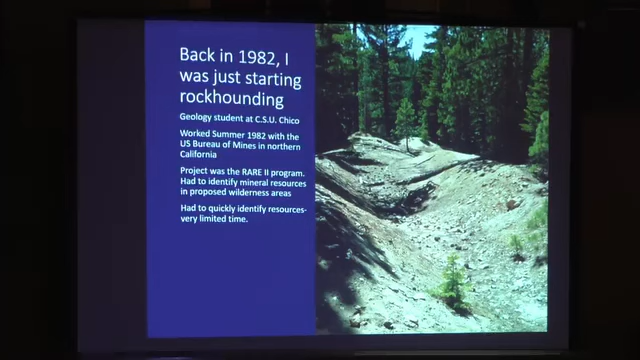 Back in 1982, I
was just starting
rockhounding
Geology student at C.S.U. Chico
Worked Summer 1982 with the
US Bureau of Mines in northern
California
Project was the RARE II program.
Had to identify mineral resources
in proposed wilderness areas
Had to quickly identify resources-
very limited time.